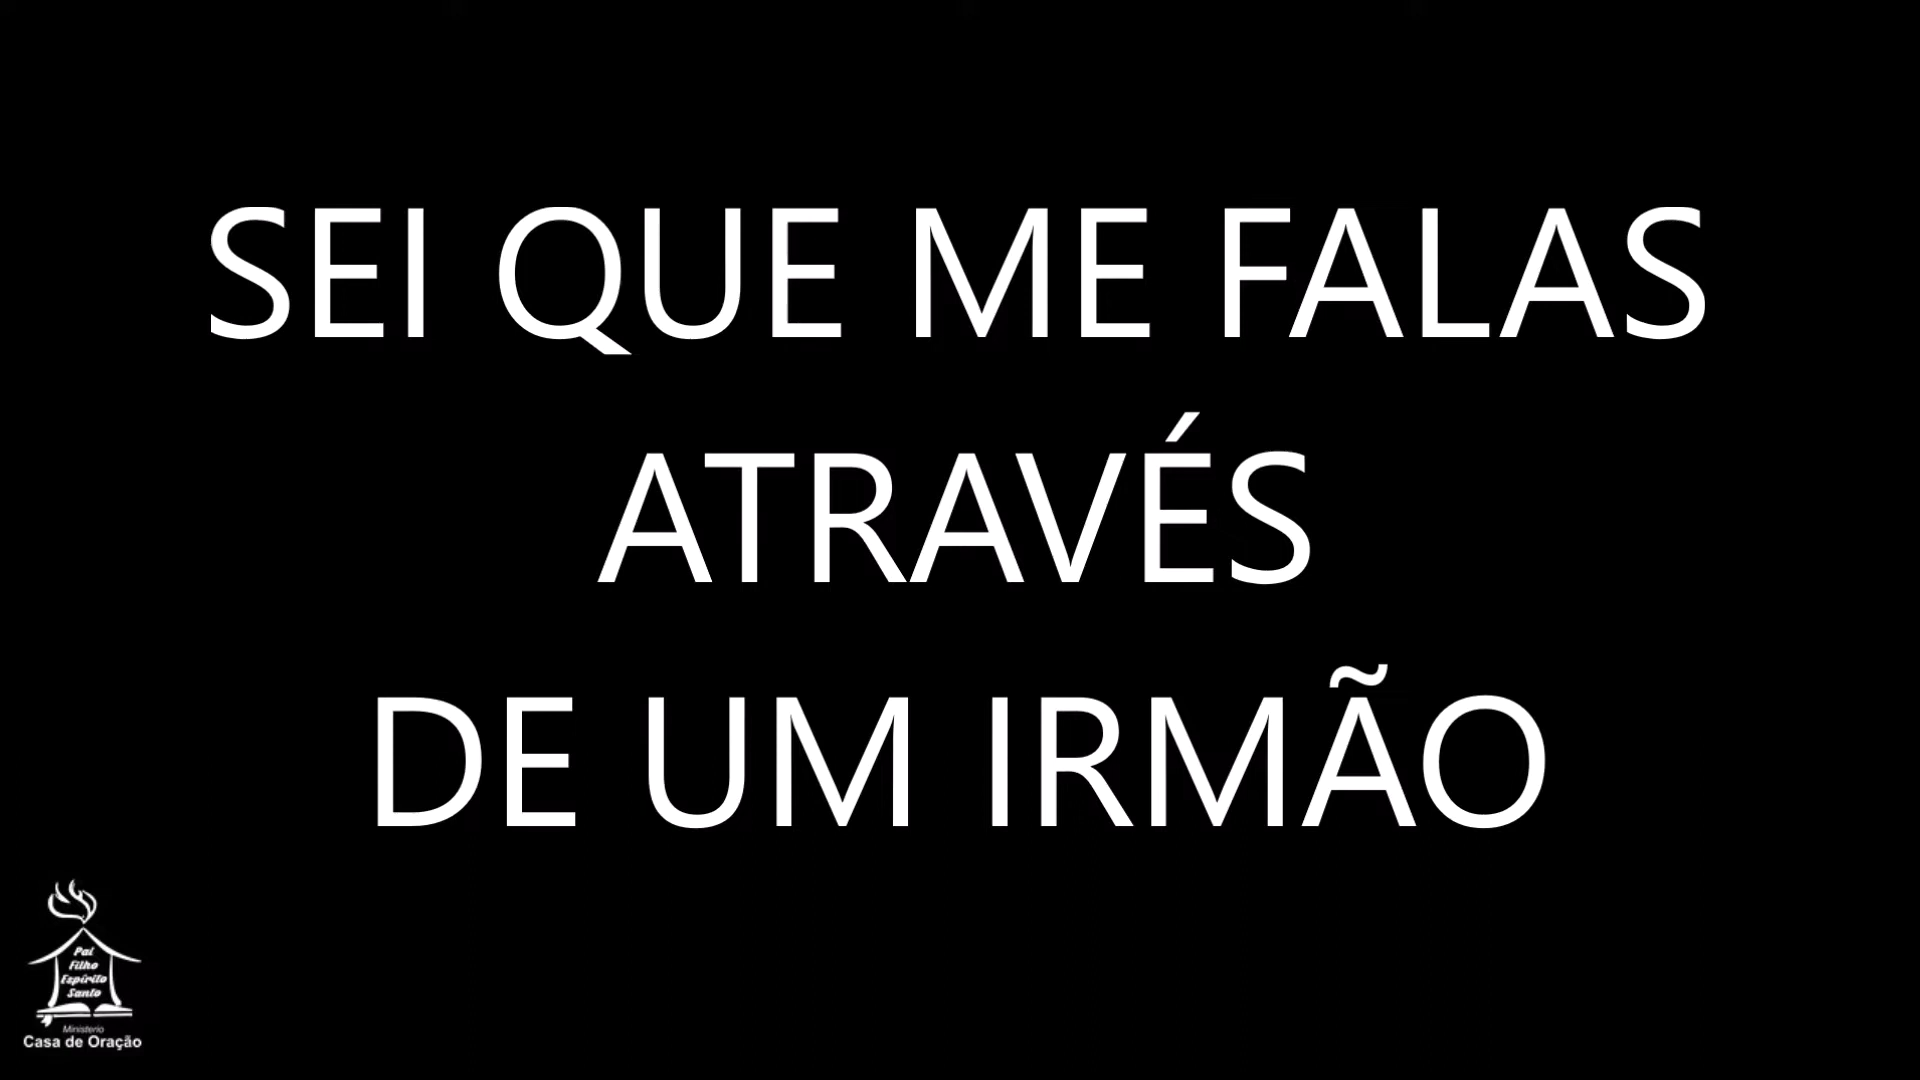 SEI QUE ME FALAS
ATRAVÉS
DE UM IRMÃO
Pai
Filho
Espírito
Santo
Ministerio
Casa de Oração